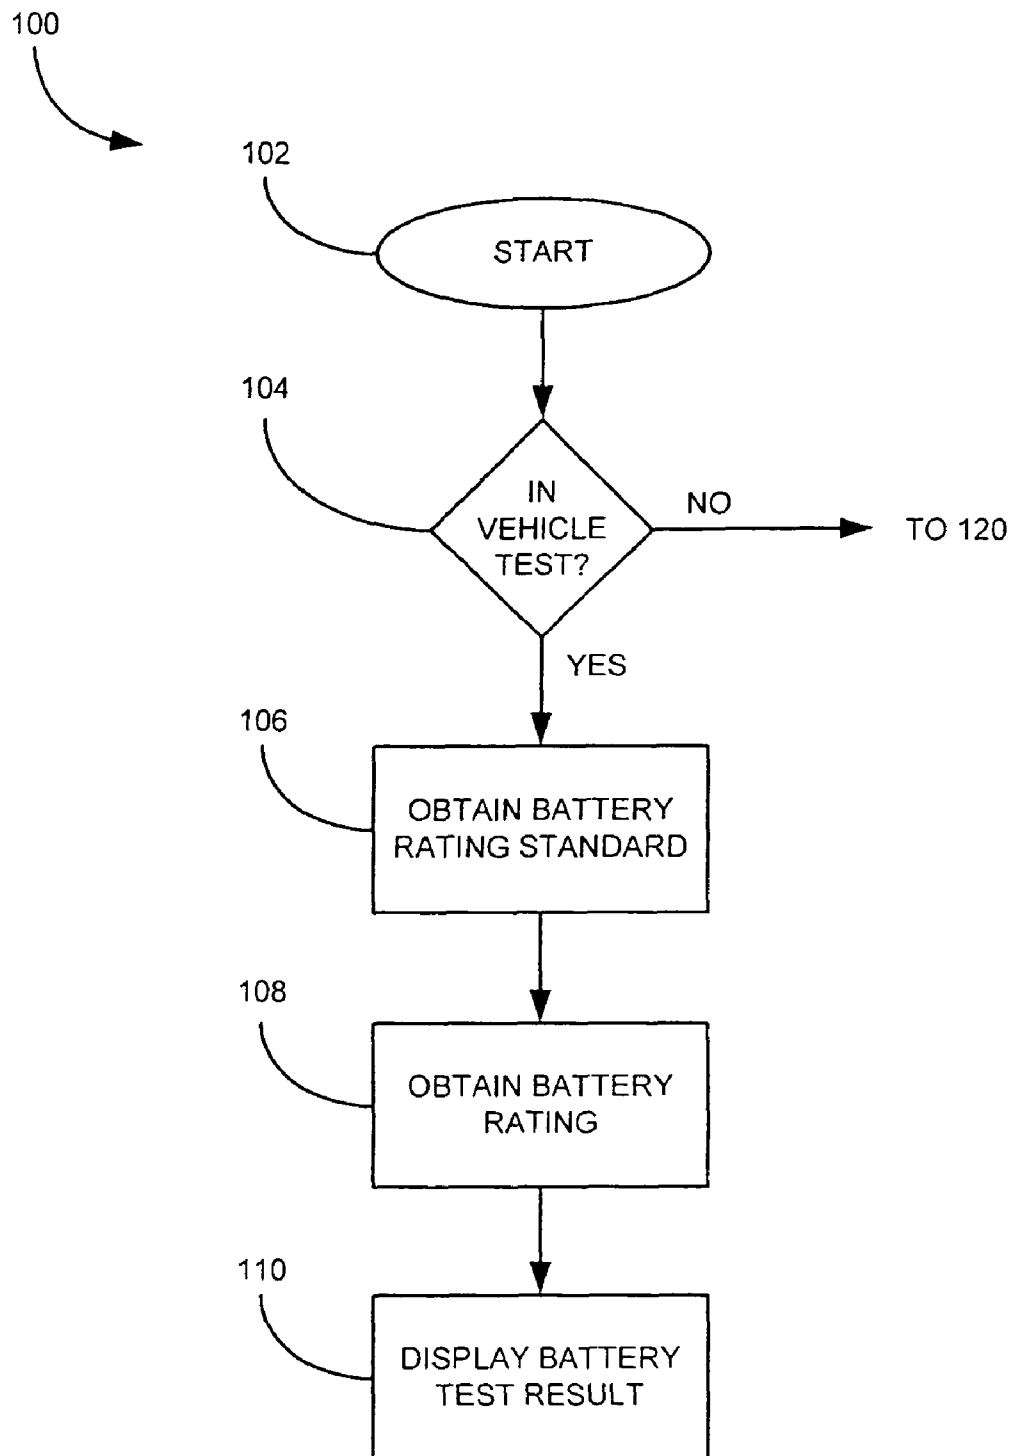 100
102
START
104
IN
VEHICLE
TEST?
NO
TO 120
YES
106
OBTAIN BATTERY
RATING STANDARD
108
OBTAIN BATTERY
RATING
110
DISPLAY BATTERY
TEST RESULT